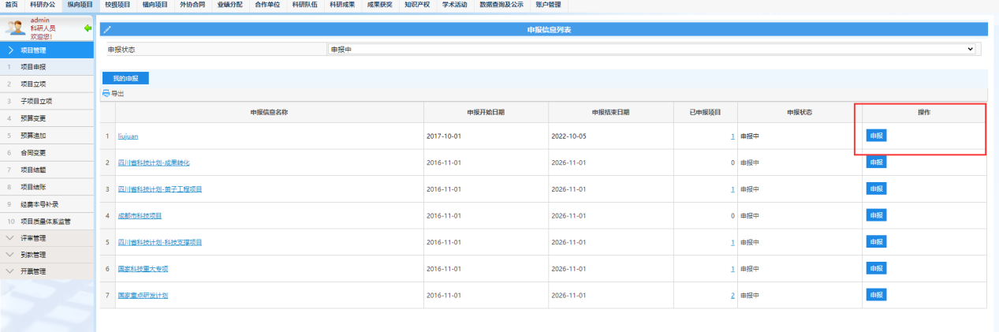 首页 科研办公 纵向项目 校级项目 横向项目 外协合同 业绩分配 合作单位 科研队伍 科研成果 成果获奖 知识产权 学术活动 数据查询及公示 账户管理
admin
科研人员
欢迎您!
项目管理
1 项目申报
2 项目立项
3 子项目立项
4 预算变更
5 预算追加
6 合同变更
7 项目结题
8 项目结账
9 经费本号补录
10 项目质量体系监管
评审管理
到款管理
开票管理
申报信息列表
申报状态 申报中
我的申报
导出
申报信息名称 申报开始日期 申报结束日期 已申报项目 申报状态 操作
1 liujuan 2017-10-01 2022-10-05 1 申报中 申报
2 四川省科技计划-成果转化 2016-11-01 2026-11-01 0 申报中 申报
3 四川省科技计划-苗子工程项目 2016-11-01 2026-11-01 1 申报中 申报
4 成都市科技项目 2016-11-01 2026-11-01 0 申报中 申报
5 四川省科技计划-科技支撑项目 2016-11-01 2026-11-01 1 申报中 申报
6 国家科技重大专项 2016-11-01 2026-11-01 1 申报中 申报
7 国家重点研发计划 2016-11-01 2026-11-01 2 申报中 申报